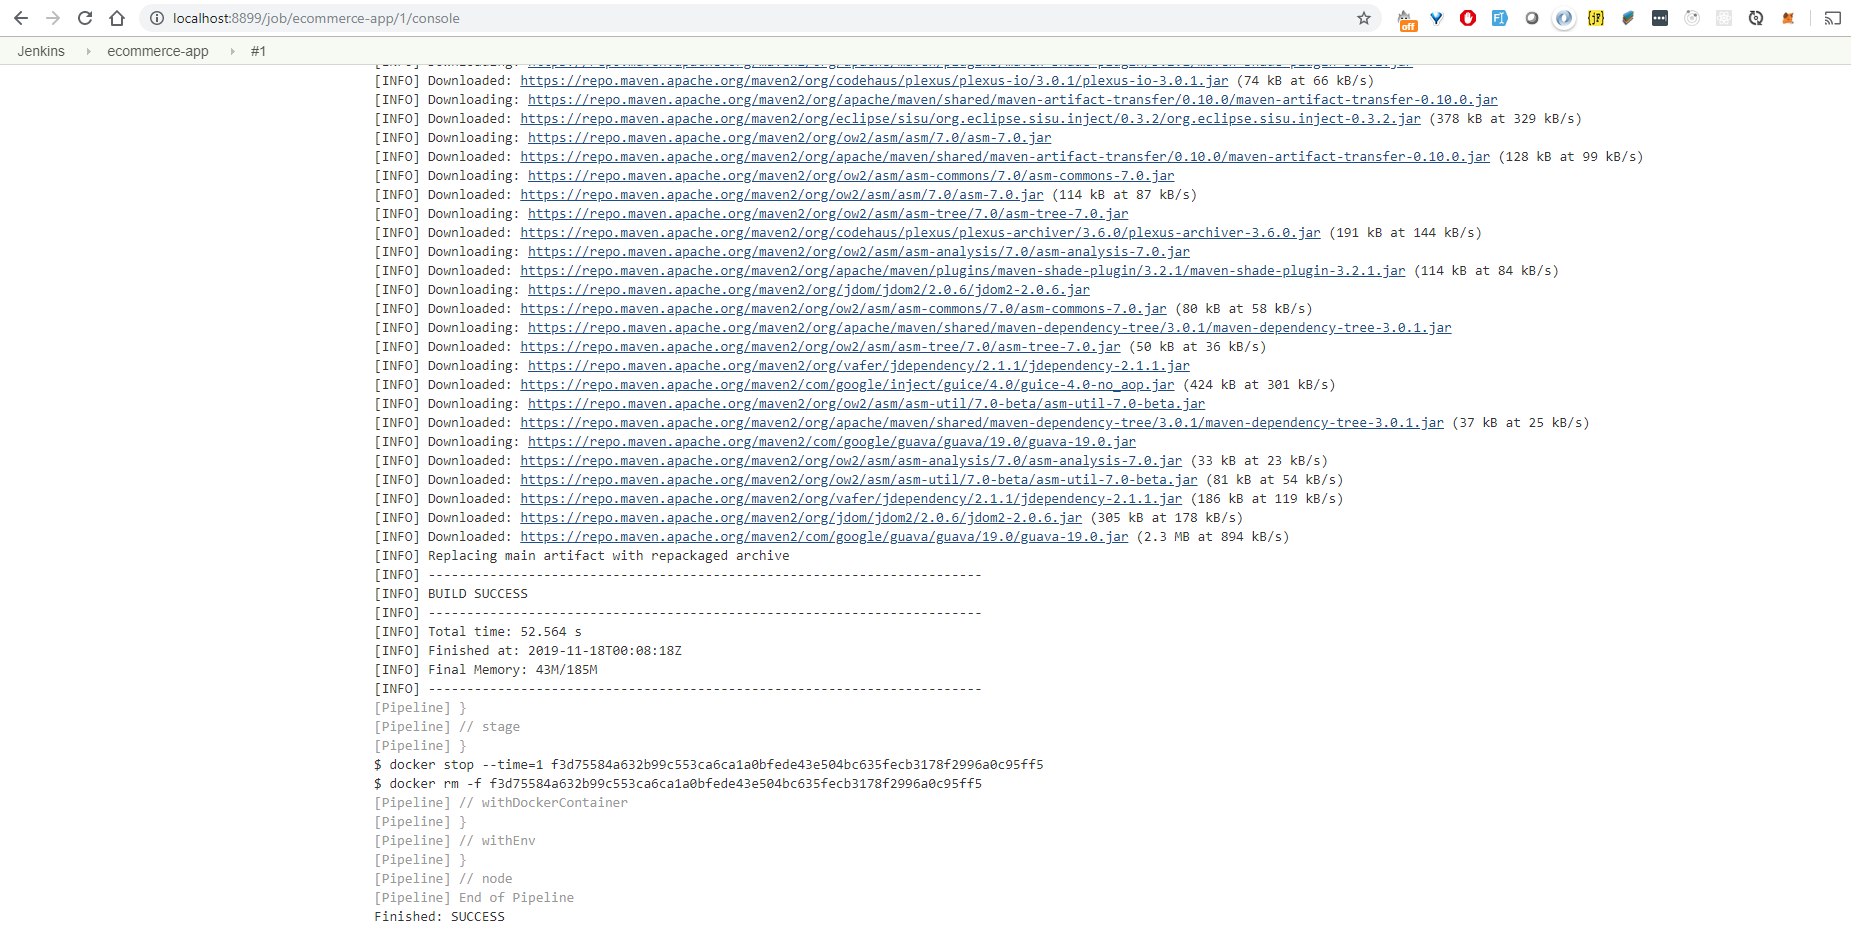 localhost:8899/job/ecommerce-app/1/console
off
Jenkins ecommerce-app #1
[INFO] Downloaded: https://repo.maven.apache.org/maven2/org/codehaus/plexus/plexus-io/3.0.1/plexus-io-3.0.1.jar (74 kB at 66 kB/s)
[INFO] Downloading: https://repo.maven.apache.org/maven2/org/apache/maven/shared/maven-artifact-transfer/0.10.0/maven-artifact-transfer-0.10.0.jar
[INFO] Downloaded: https://repo.maven.apache.org/maven2/org/eclipse/sisu/org.eclipse.sisu.inject/0.3.2/org.eclipse.sisu.inject-0.3.2.jar (378 kB at 329 kB/s)
[INFO] Downloading: https://repo.maven.apache.org/maven2/org/ow2/asm/asm/7.0/asm-7.0.jar
[INFO] Downloaded: https://repo.maven.apache.org/maven2/org/apache/maven/shared/maven-artifact-transfer/0.10.0/maven-artifact-transfer-0.10.0.jar (128 kB at 99 kB/s)
[INFO] Downloading: https://repo.maven.apache.org/maven2/org/ow2/asm/asm-commons/7.0/asm-commons-7.0.jar
[INFO] Downloaded: https://repo.maven.apache.org/maven2/org/ow2/asm/asm/7.0/asm-7.0.jar (114 kB at 87 kB/s)
[INFO] Downloading: https://repo.maven.apache.org/maven2/org/ow2/asm/asm-tree/7.0/asm-tree-7.0.jar
[INFO] Downloaded: https://repo.maven.apache.org/maven2/org/codehaus/plexus/plexus-archiver/3.6.0/plexus-archiver-3.6.0.jar (191 kB at 144 kB/s)
[INFO] Downloading: https://repo.maven.apache.org/maven2/org/ow2/asm/asm-analysis/7.0/asm-analysis-7.0.jar
[INFO] Downloaded: https://repo.maven.apache.org/maven2/org/apache/maven/plugins/maven-shade-plugin/3.2.1/maven-shade-plugin-3.2.1.jar (114 kB at 84 kB/s)
[INFO] Downloading: https://repo.maven.apache.org/maven2/org/jdom/jdom2/2.0.6/jdom2-2.0.6.jar
[INFO] Downloaded: https://repo.maven.apache.org/maven2/org/ow2/asm/asm-commons/7.0/asm-commons-7.0.jar (80 kB at 58 kB/s)
[INFO] Downloading: https://repo.maven.apache.org/maven2/org/apache/maven/shared/maven-dependency-tree/3.0.1/maven-dependency-tree-3.0.1.jar
[INFO] Downloaded: https://repo.maven.apache.org/maven2/org/ow2/asm/asm-tree/7.0/asm-tree-7.0.jar (50 kB at 36 kB/s)
[INFO] Downloading: https://repo.maven.apache.org/maven2/org/vafer/jdependency/2.1.1/jdependency-2.1.1.jar
[INFO] Downloaded: https://repo.maven.apache.org/maven2/com/google/inject/guice/4.0/guice-4.0-no_aop.jar (424 kB at 301 kB/s)
[INFO] Downloading: https://repo.maven.apache.org/maven2/org/ow2/asm/asm-util/7.0-beta/asm-util-7.0-beta.jar
[INFO] Downloaded: https://repo.maven.apache.org/maven2/org/apache/maven/shared/maven-dependency-tree/3.0.1/maven-dependency-tree-3.0.1.jar (37 kB at 25 kB/s)
[INFO] Downloading: https://repo.maven.apache.org/maven2/com/google/guava/guava/19.0/guava-19.0.jar
[INFO] Downloaded: https://repo.maven.apache.org/maven2/org/ow2/asm/asm-analysis/7.0/asm-analysis-7.0.jar (33 kB at 23 kB/s)
[INFO] Downloaded: https://repo.maven.apache.org/maven2/org/ow2/asm/asm-util/7.0-beta/asm-util-7.0-beta.jar (81 kB at 54 kB/s)
[INFO] Downloaded: https://repo.maven.apache.org/maven2/org/vafer/jdependency/2.1.1/jdependency-2.1.1.jar (186 kB at 119 kB/s)
[INFO] Downloaded: https://repo.maven.apache.org/maven2/org/jdom/jdom2/2.0.6/jdom2-2.0.6.jar (305 kB at 178 kB/s)
[INFO] Downloaded: https://repo.maven.apache.org/maven2/com/google/guava/guava/19.0/guava-19.0.jar (2.3 MB at 894 kB/s)
[INFO] Replacing main artifact with repackaged archive
[INFO] ------------------------------------------------------------------------
[INFO] BUILD SUCCESS
[INFO] ------------------------------------------------------------------------
[INFO] Total time: 52.564 s
[INFO] Finished at: 2019-11-18T00:08:18Z
[INFO] Final Memory: 43M/185M
[INFO] ------------------------------------------------------------------------
[Pipeline] }
[Pipeline] // stage
[Pipeline] }
$ docker stop --time=1 f3d75584a632b99c553ca6ca1a0bfede43e504bc635fecb3178f2996a0c95ff5
$ docker rm -f f3d75584a632b99c553ca6ca1a0bfede43e504bc635fecb3178f2996a0c95ff5
[Pipeline] // withDockerContainer
[Pipeline] }
[Pipeline] // withEnv
[Pipeline] }
[Pipeline] // node
[Pipeline] End of Pipeline
Finished: SUCCESS